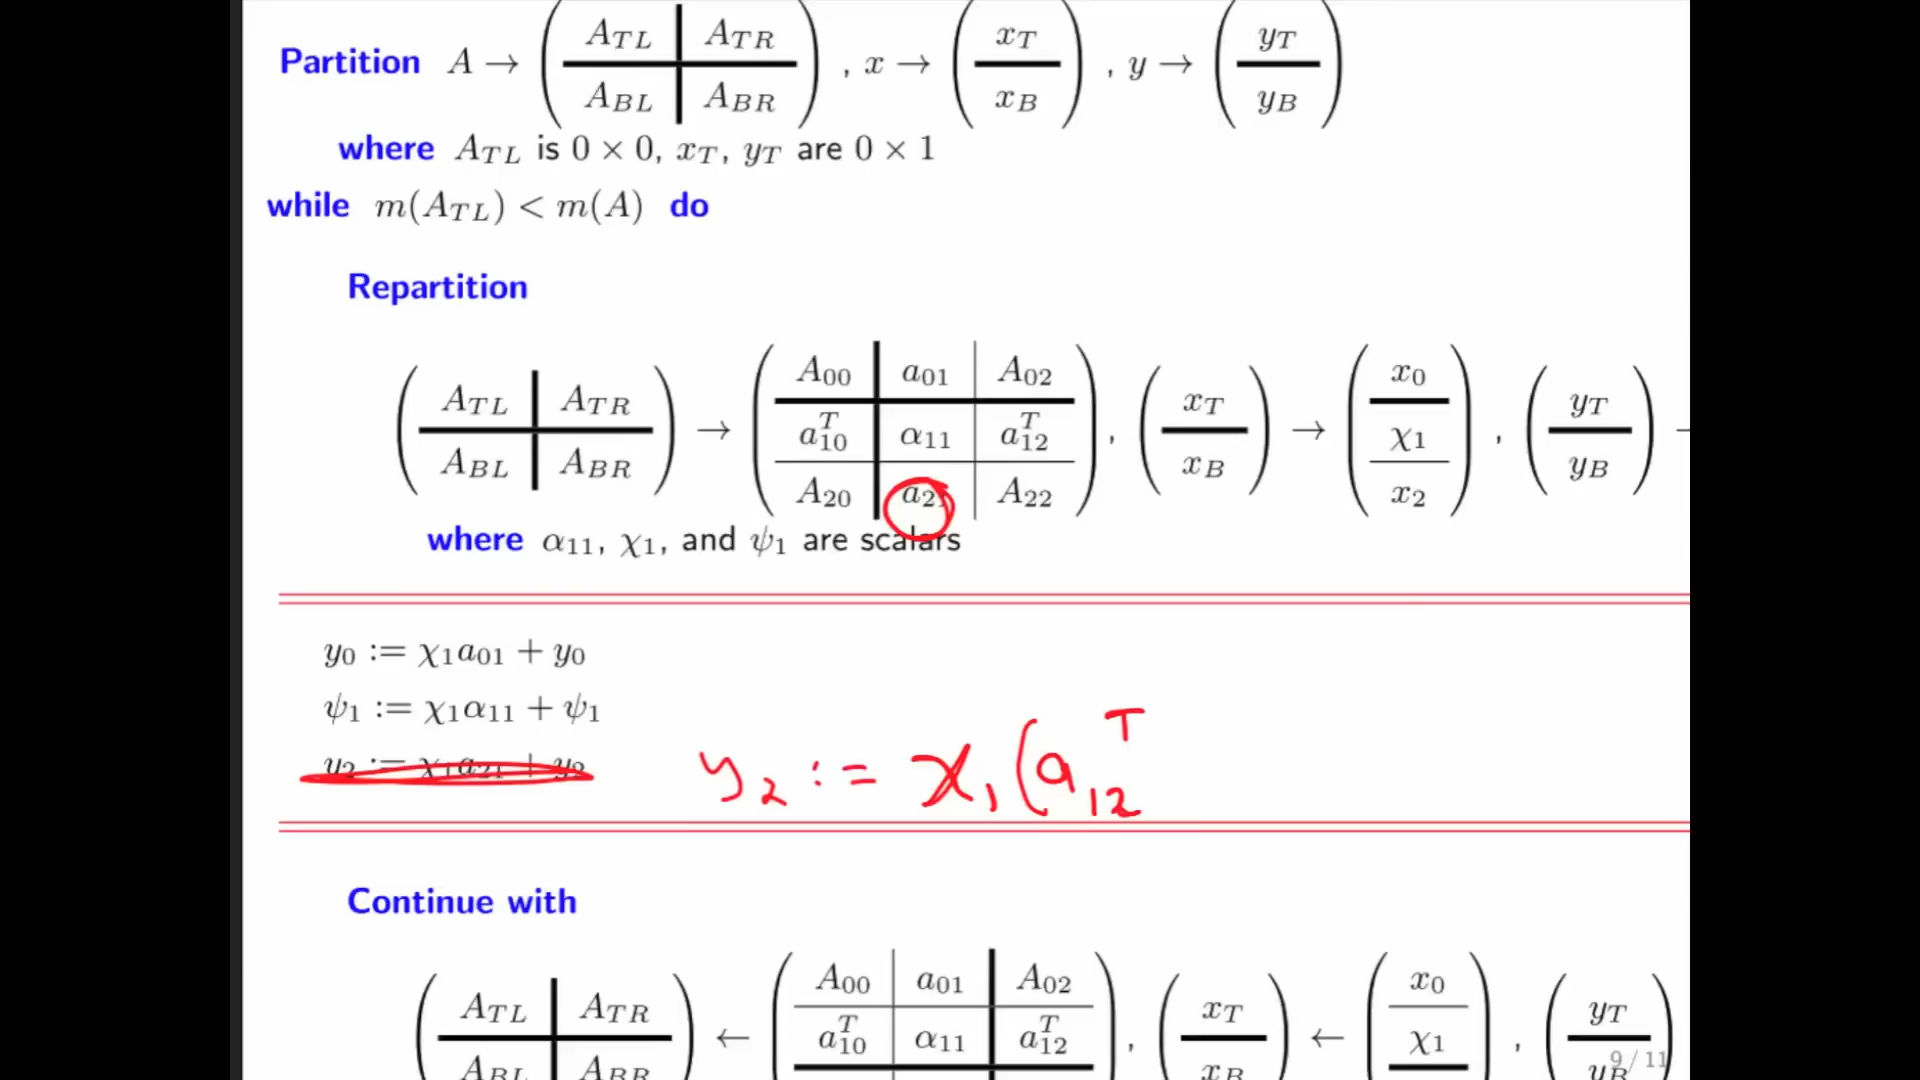 Partition A → ( A_TL A_TR ) , x → ( x_T ) , y → ( y_T )
( A_BL A_BR ) ( x_B ) ( y_B )
where A_TL is 0 × 0, x_T, y_T are 0 × 1
while m(A_TL) < m(A) do
Repartition
( A_TL A_TR ) → ( A_00 a_01 A_02 ) , ( x_T ) → ( x_0 ) , ( y_T ) →
( A_BL A_BR ) ( a_10^T α_11 a_12^T ) ( x_B ) ( χ_1 ) ( y_B )
( A_20 a_2 A_22 ) ( x_2 )
where α_11, χ_1, and ψ_1 are scalars
y_0 := χ_1 a_01 + y_0
ψ_1 := χ_1 α_11 + ψ_1
y_2 := χ_1 a_21 + y_2 y_2 := χ_1 ( a_12^T
Continue with
( A_TL A_TR ) ← ( A_00 a_01 A_02 ) , ( x_T ) ← ( x_0 ) , ( y_T )
( A_BL A_BR ) ( a_10^T α_11 a_12^T ) ( x_B ) ( χ_1 ) ( y_B )
9 / 11